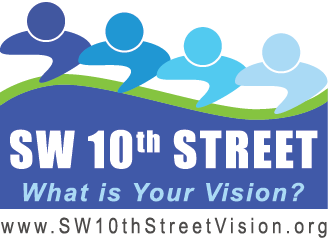 SW 10th STREET
What is Your Vision?
www.SW10thStreetVision.org